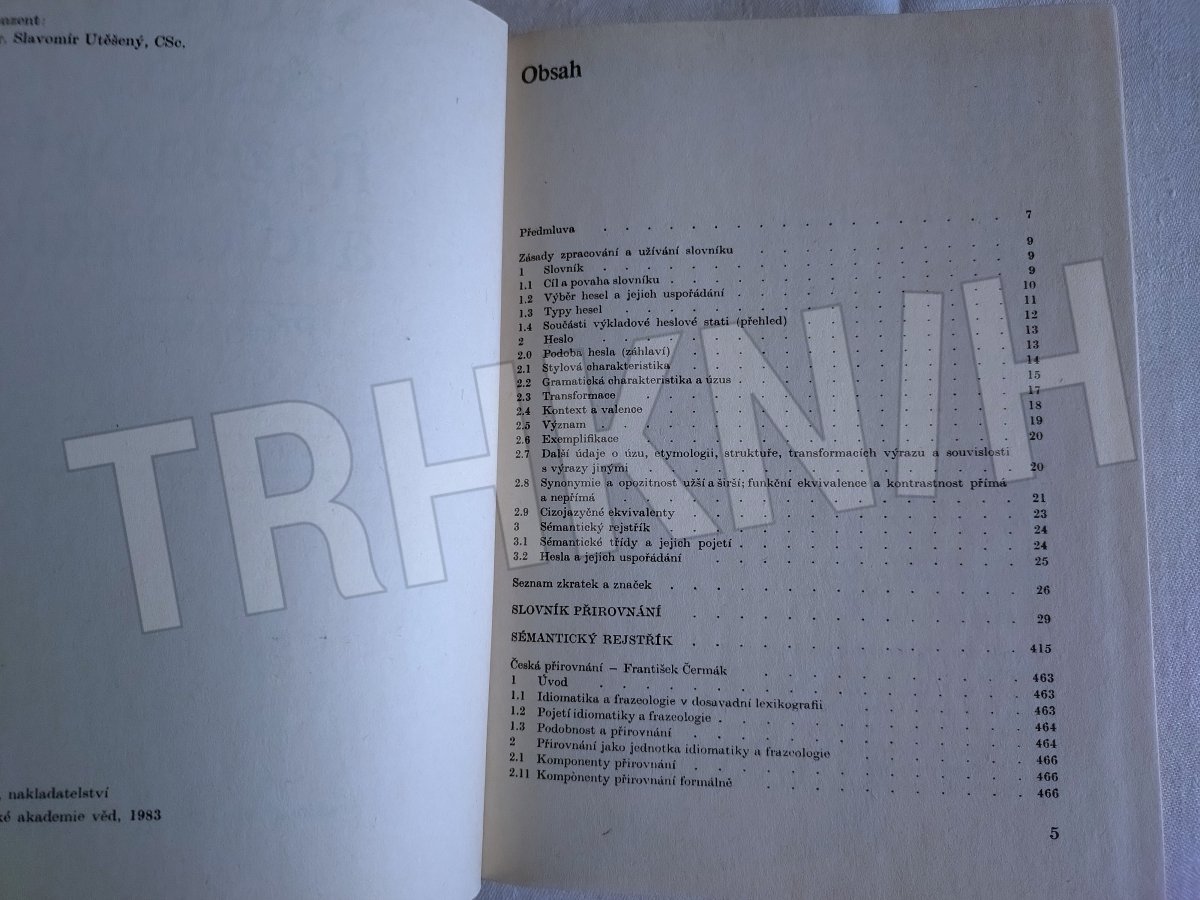 Slavomír Utěšený, CSc.
nakladatelství
akademie věd, 1983
Obsah
Předmluva . . . . . . . . . . . . . . . 7
Zásady zpracování a užívání slovníku . . . . . . . . . . 9
1 Slovník . . . . . . . . . . . . . . . 9
1.1 Cíl a povaha slovníku . . . . . . . . . . . . 9
1.2 Výběr hesel a jejich uspořádání . . . . . . . . . . 10
1.3 Typy hesel . . . . . . . . . . . . . . 11
1.4 Součásti výkladové heslové stati (přehled) . . . . . . . . 12
2 Heslo . . . . . . . . . . . . . . . 13
2.0 Podoba hesla (záhlaví) . . . . . . . . . . . . 13
2.1 Stylová charakteristika . . . . . . . . . . . . 14
2.2 Gramatická charakteristika a úzus . . . . . . . . . . 15
2.3 Transformace . . . . . . . . . . . . . 17
2.4 Kontext a valence . . . . . . . . . . . . . 18
2.5 Význam . . . . . . . . . . . . . . . 19
2.6 Exemplifikace . . . . . . . . . . . . . . 20
2.7 Další údaje o úzu, etymologii, struktuře, transformacích výrazu a souvislosti
s výrazy jinými . . . . . . . . . . . . . 20
2.8 Synonymie a opozitnost užší a širší; funkční ekvivalence a kontrastnost přímá
a nepřímá . . . . . . . . . . . . . . 21
2.9 Cizojazyčné ekvivalenty . . . . . . . . . . . . 23
3 Sémantický rejstřík . . . . . . . . . . . . 24
3.1 Sémantické třídy a jejich pojetí . . . . . . . . . . 24
3.2 Hesla a jejich uspořádání . . . . . . . . . . . 25
Seznam zkratek a značek . . . . . . . . . . . . 26
SLOVNÍK PŘIROVNÁNÍ . . . . . . . . . . . . 29
SÉMANTICKÝ REJSTŘÍK . . . . . . . . . . . . 415
Česká přirovnání – František Čermák . . . . . . . . . 463
1 Úvod . . . . . . . . . . . . . . . 463
1.1 Idiomatika a frazeologie v dosavadní lexikografii . . . . . . 463
1.2 Pojetí idiomatiky a frazeologie . . . . . . . . . . 464
1.3 Podobnost a přirovnání . . . . . . . . . . . . 464
2 Přirovnání jako jednotka idiomatiky a frazeologie . . . . . . 466
2.1 Komponenty přirovnání . . . . . . . . . . . . 466
2.11 Komponenty přirovnání formálně . . . . . . . . . . 466
5
TRHKNIH